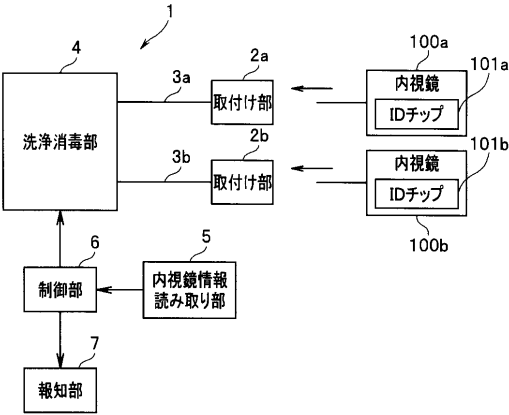 1
4
洗浄消毒部
3a
2a
取付け部
100a
内視鏡
101a
IDチップ
3b
2b
取付け部
内視鏡
101b
IDチップ
100b
6
制御部
5
内視鏡情報
読み取り部
7
報知部